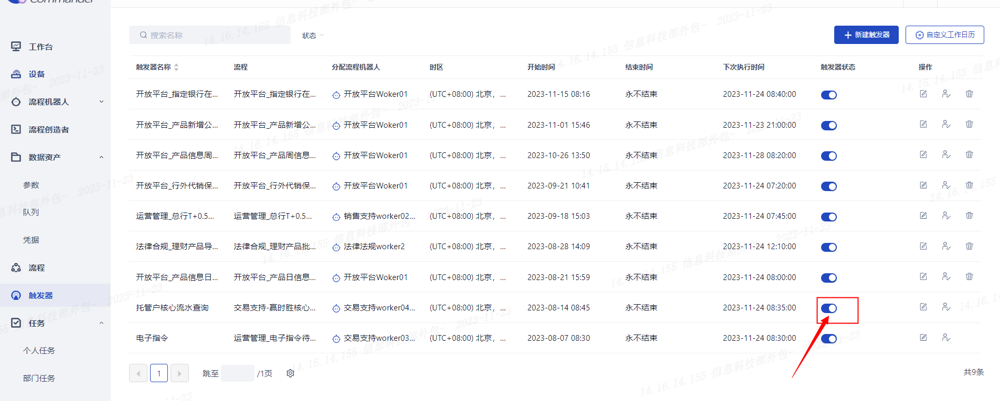 Commander
工作台
设备
流程机器人
流程创造者
数据资产
参数
队列
凭据
流程
触发器
任务
个人任务
部门任务
搜索名称 状态 新建触发器 自定义工作日历
触发器名称 流程 分配流程机器人 时区 开始时间 结束时间 下次执行时间 触发器状态 操作
开放平台_指定银行在... 开放平台_指定银行在... 开放平台Woker01 (UTC+08:00) 北京，... 2023-11-15 08:16 永不结束 2023-11-24 08:40:00
开放平台_产品新增公... 开放平台_产品新增公... 开放平台Woker01 (UTC+08:00) 北京，... 2023-11-01 15:46 永不结束 2023-11-23 21:00:00
开放平台_产品信息周... 开放平台_产品周信息... 开放平台Woker01 (UTC+08:00) 北京，... 2023-10-26 13:50 永不结束 2023-11-28 08:20:00
开放平台_行外代销保... 开放平台_行外代销保... 开放平台Woker01 (UTC+08:00) 北京，... 2023-09-21 10:41 永不结束 2023-11-24 07:20:00
运营管理_总行T+0.5... 运营管理_总行T+0.5... 销售支持worker02... (UTC+08:00) 北京，... 2023-09-18 15:03 永不结束 2023-11-24 07:45:00
法律合规_理财产品导... 法律合规_理财产品批... 法律法规worker2 (UTC+08:00) 北京，... 2023-08-28 14:09 永不结束 2023-11-24 12:10:00
开放平台_产品信息日... 开放平台_产品日信息... 开放平台Woker01 (UTC+08:00) 北京，... 2023-08-21 15:59 永不结束 2023-11-24 08:00:00
托管户核心流水查询 交易支持-赢时胜核心... 交易支持worker04... (UTC+08:00) 北京，... 2023-08-14 08:45 永不结束 2023-11-24 08:35:00
电子指令 运营管理_电子指令待... 交易支持worker03... (UTC+08:00) 北京，... 2023-08-07 08:30 永不结束 2023-11-24 08:30:00
1 跳至 /1页 共9条
14.16.14.155 信息科技部外包- 2023-11-23